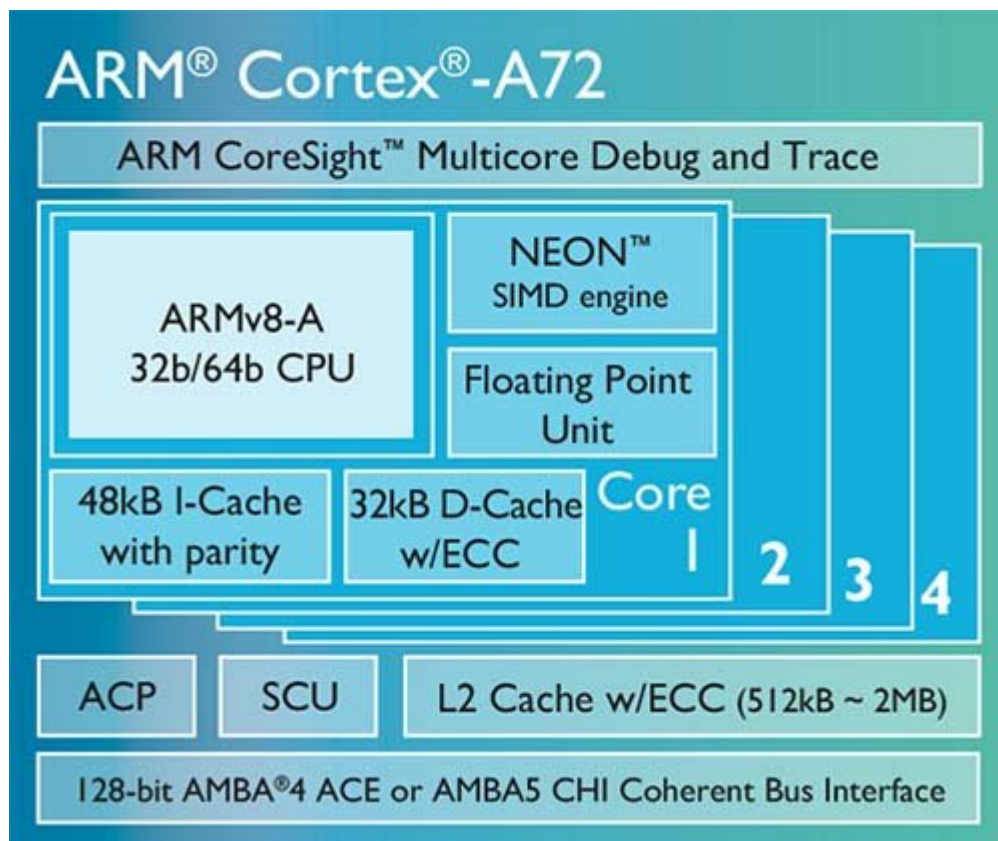 ARM® Cortex®-A72
ARM CoreSight™ Multicore Debug and Trace
ARMv8-A
32b/64b CPU
NEON™
SIMD engine
Floating Point
Unit
48kB I-Cache
with parity
32kB D-Cache
w/ECC
Core
1
2
3
4
ACP
SCU
L2 Cache w/ECC (512kB ~ 2MB)
128-bit AMBA®4 ACE or AMBA5 CHI Coherent Bus Interface